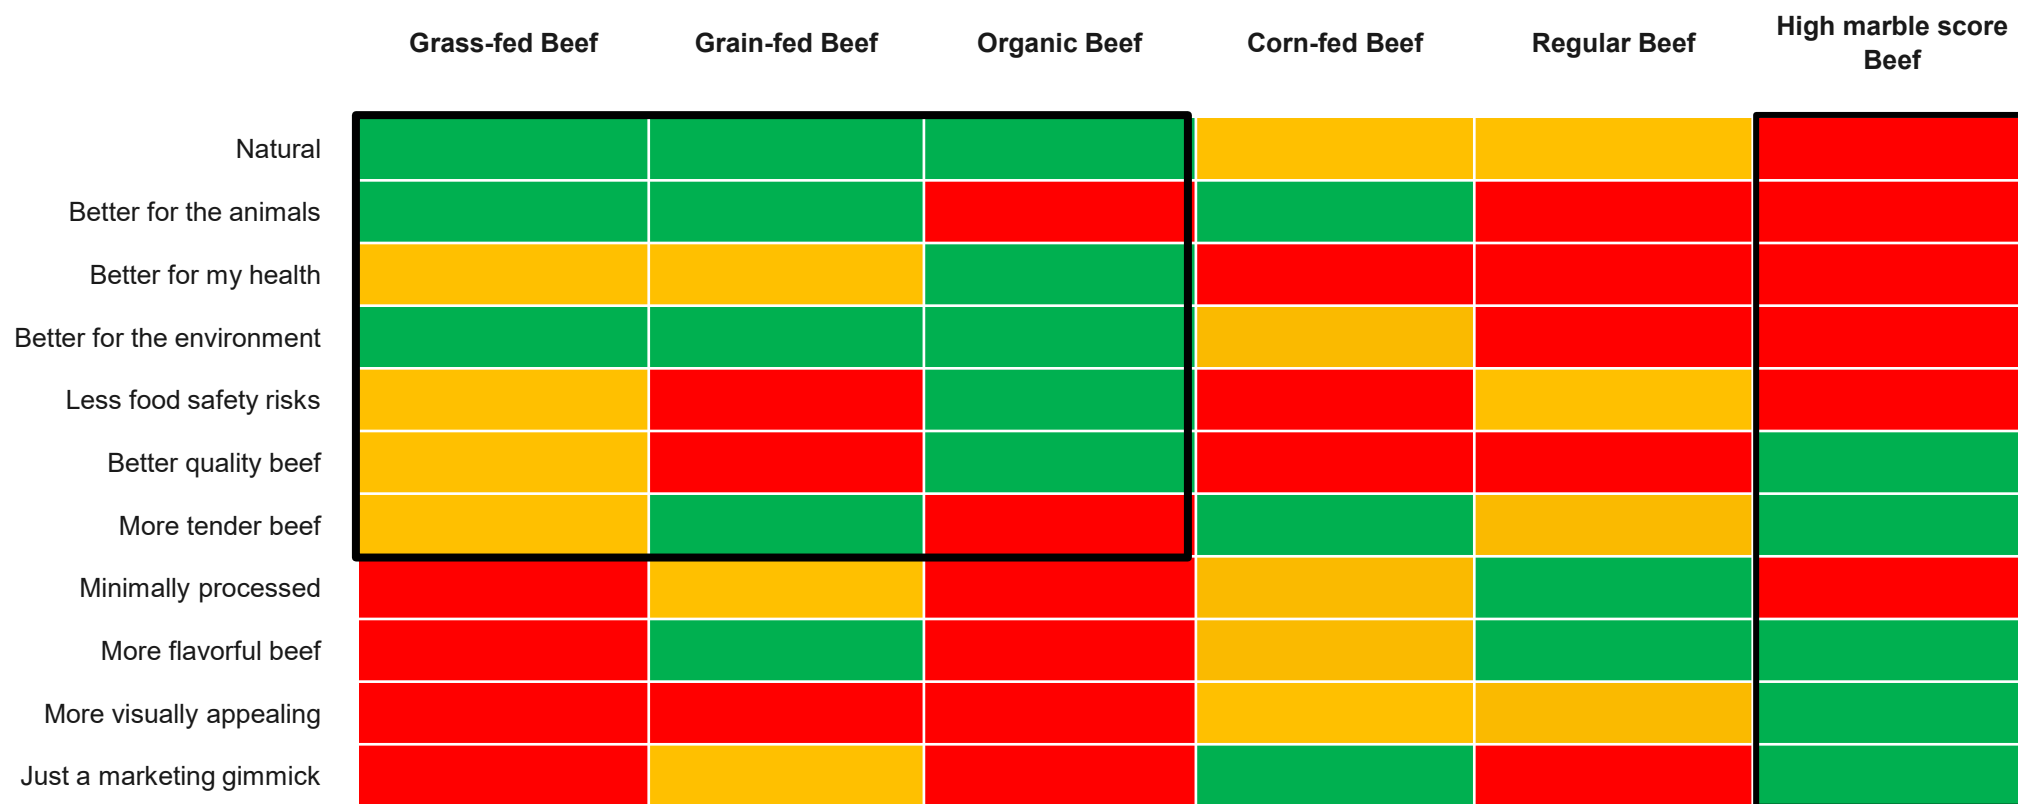 Grass-fed Beef
Grain-fed Beef
Organic Beef
Corn-fed Beef
Regular Beef
High marble score
Beef
Natural
Better for the animals
Better for my health
Better for the environment
Less food safety risks
Better quality beef
More tender beef
Minimally processed
More flavorful beef
More visually appealing
Just a marketing gimmick